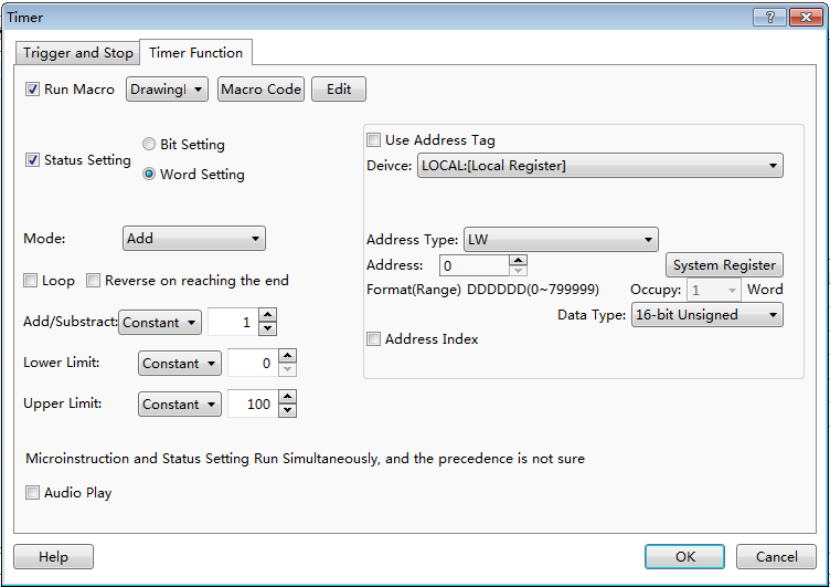 Timer
Trigger and Stop Timer Function
Run Macro Drawingl Macro Code Edit
Status Setting
Bit Setting
Word Setting
Mode: Add
Loop Reverse on reaching the end
Add/Substract: Constant 1
Lower Limit: Constant 0
Upper Limit: Constant 100
Use Address Tag
Deivce: LOCAL:[Local Register]
Address Type: LW
Address: 0 System Register
Format(Range) DDDDDD(0~799999) Occupy: 1 Word
Data Type: 16-bit Unsigned
Address Index
Microinstruction and Status Setting Run Simultaneously, and the precedence is not sure
Audio Play
Help OK Cancel